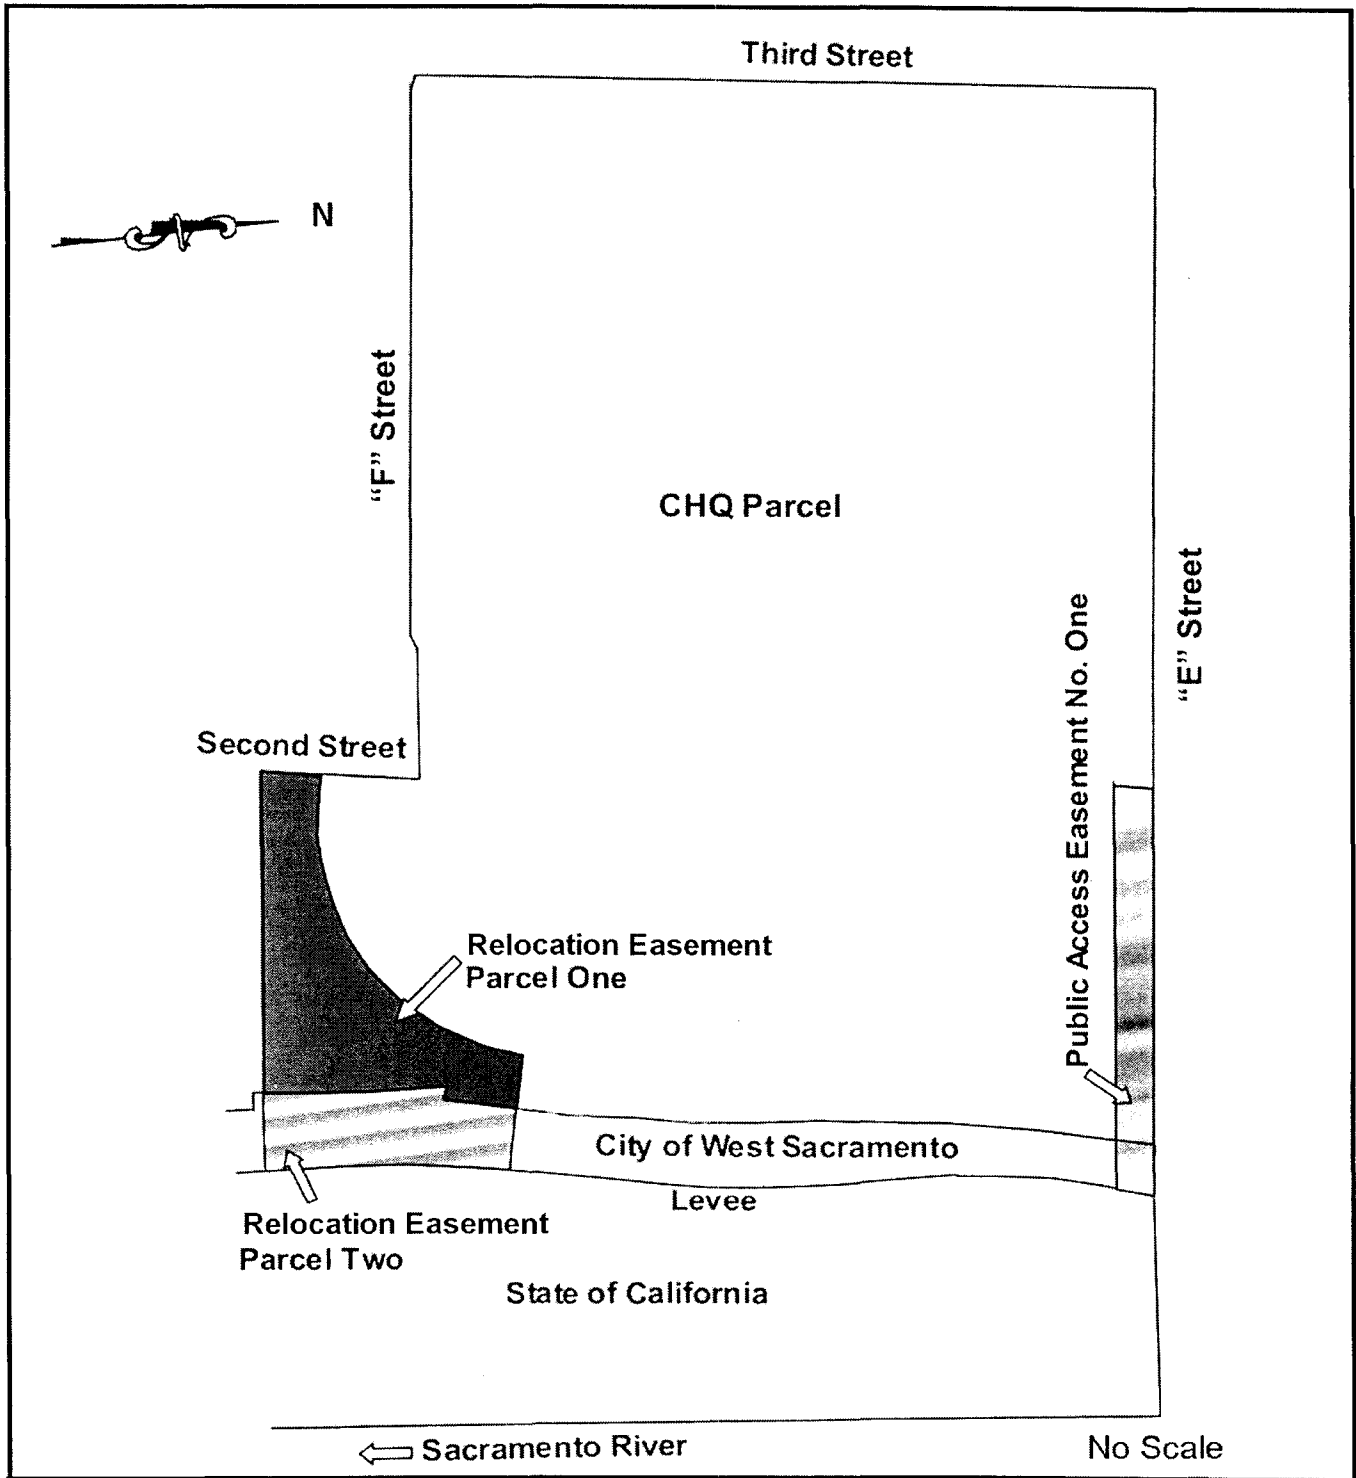 Third Street
N
"F" Street
CHQ Parcel
"E" Street
Public Access Easement No. One
Second Street
Relocation Easement
Parcel One
City of West Sacramento
Levee
Relocation Easement
Parcel Two
State of California
Sacramento River
No Scale